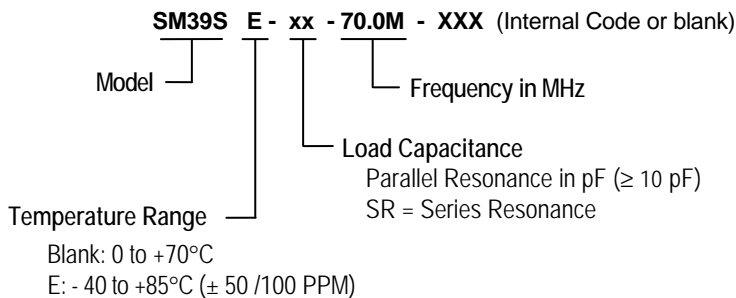 SM39S E - xx - 70.0M - XXX (Internal Code or blank)
Model
Frequency in MHz
Load Capacitance
Parallel Resonance in pF (≥ 10 pF)
SR = Series Resonance
Temperature Range
Blank: 0 to +70°C
E: - 40 to +85°C (± 50 /100 PPM)